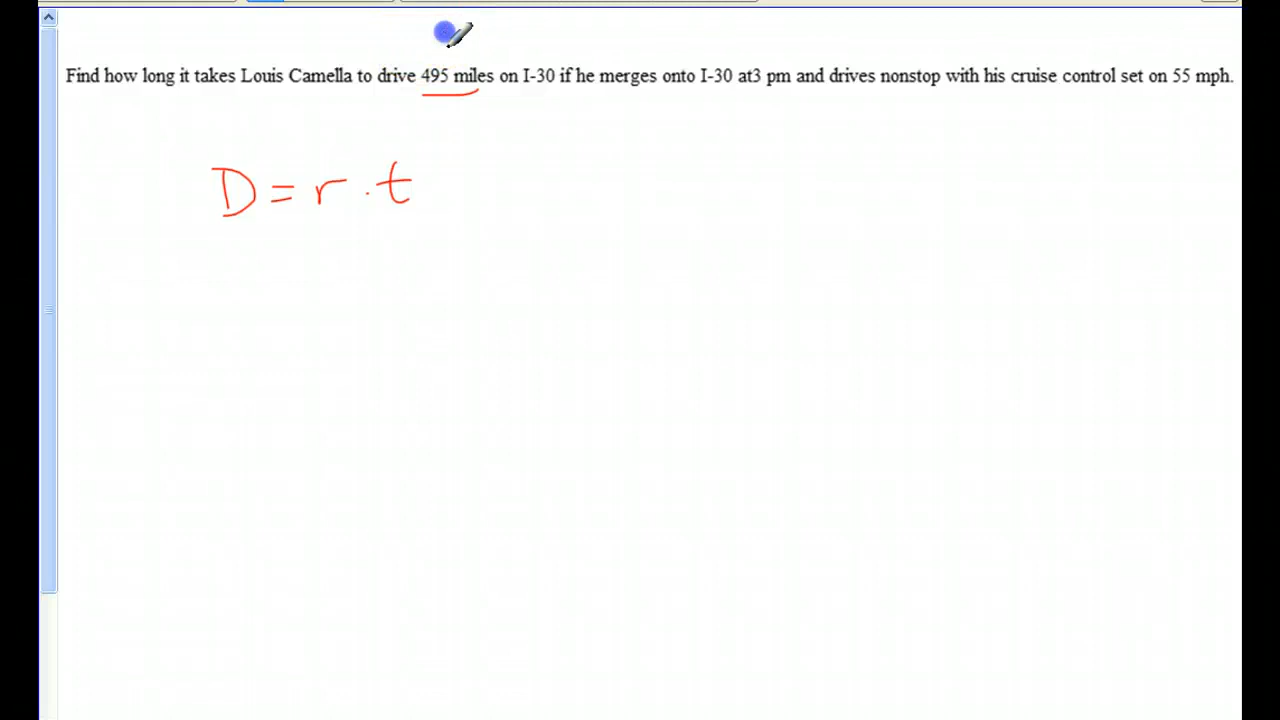 Find how long it takes Louis Camella to drive 495 miles on I-30 if he merges onto I-30 at3 pm and drives nonstop with his cruise control set on 55 mph.
D = r . t